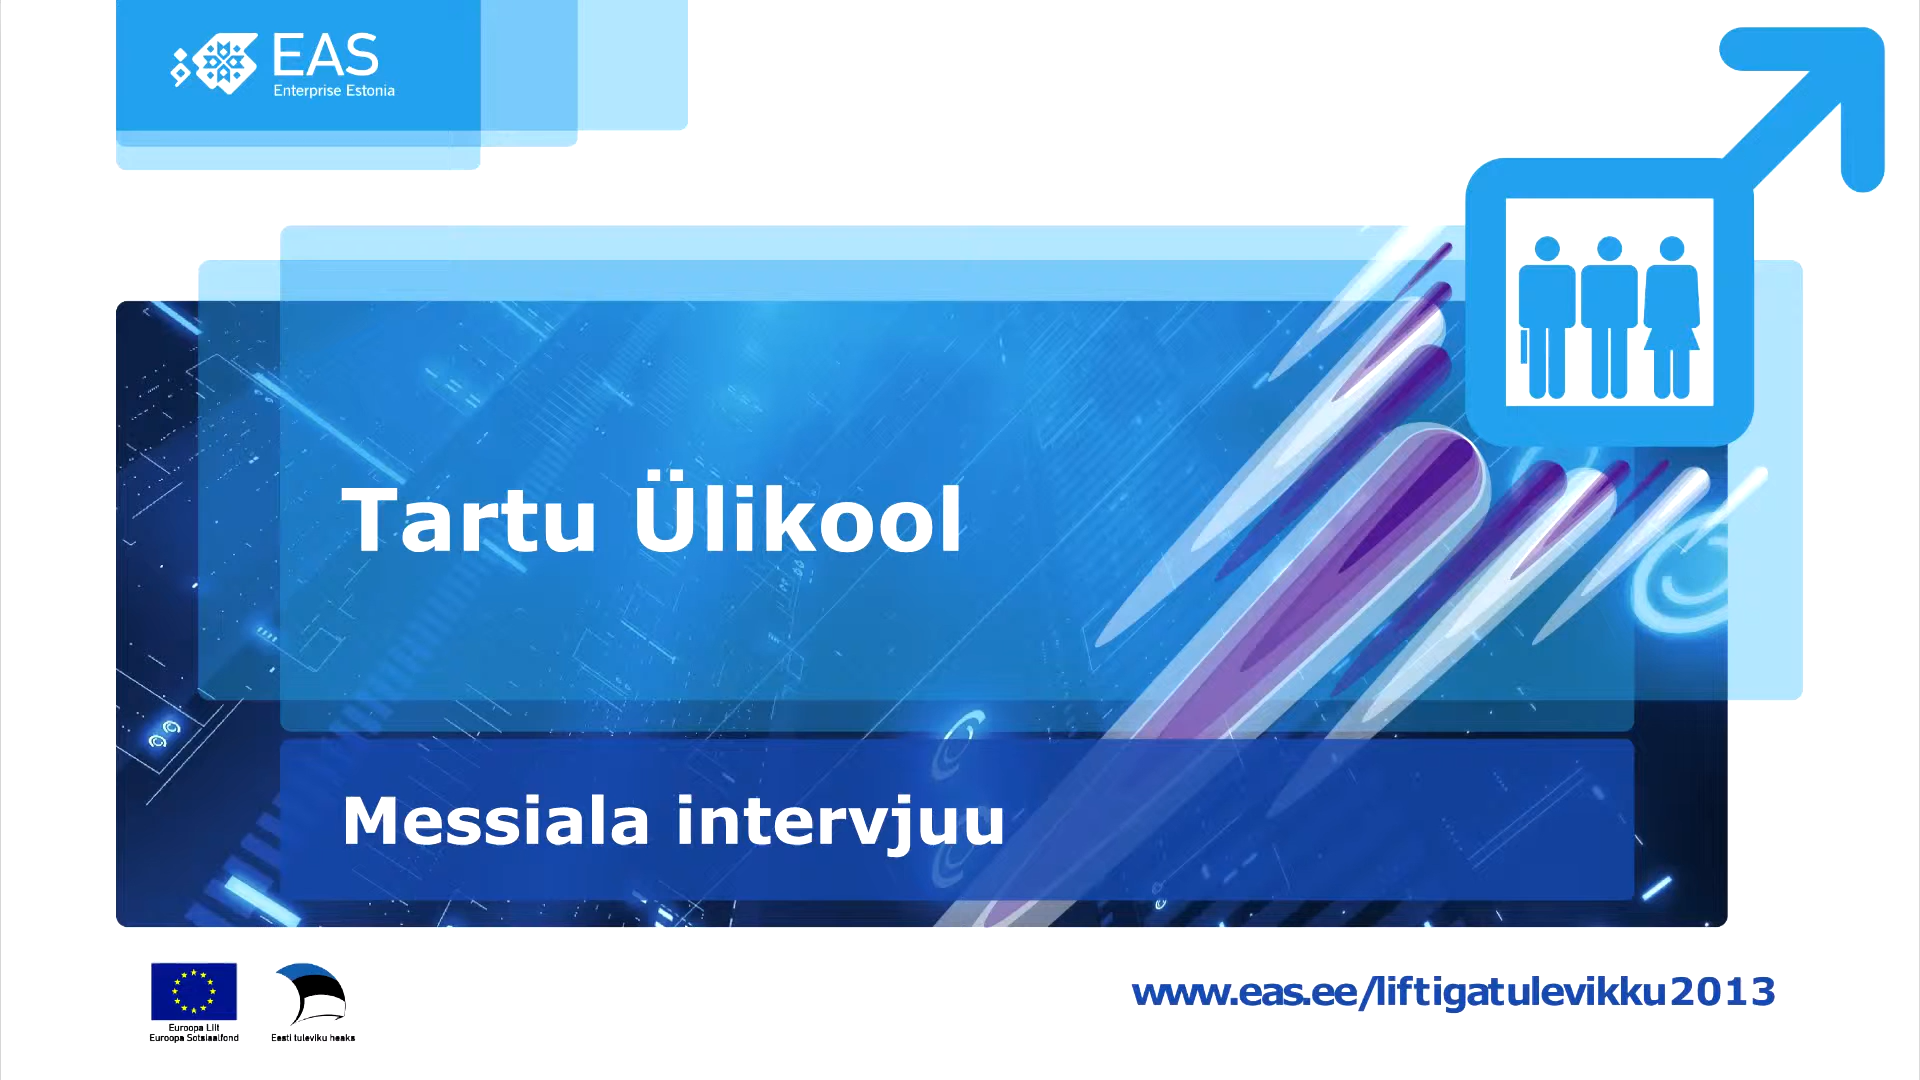 EAS
Enterprise Estonia
Tartu Ülikool
Messiala intervjuu
Euroopa Liit
Euroopa Sotsiaalfond
Eesti tuleviku heaks
www.eas.ee/liftigatulevikku2013